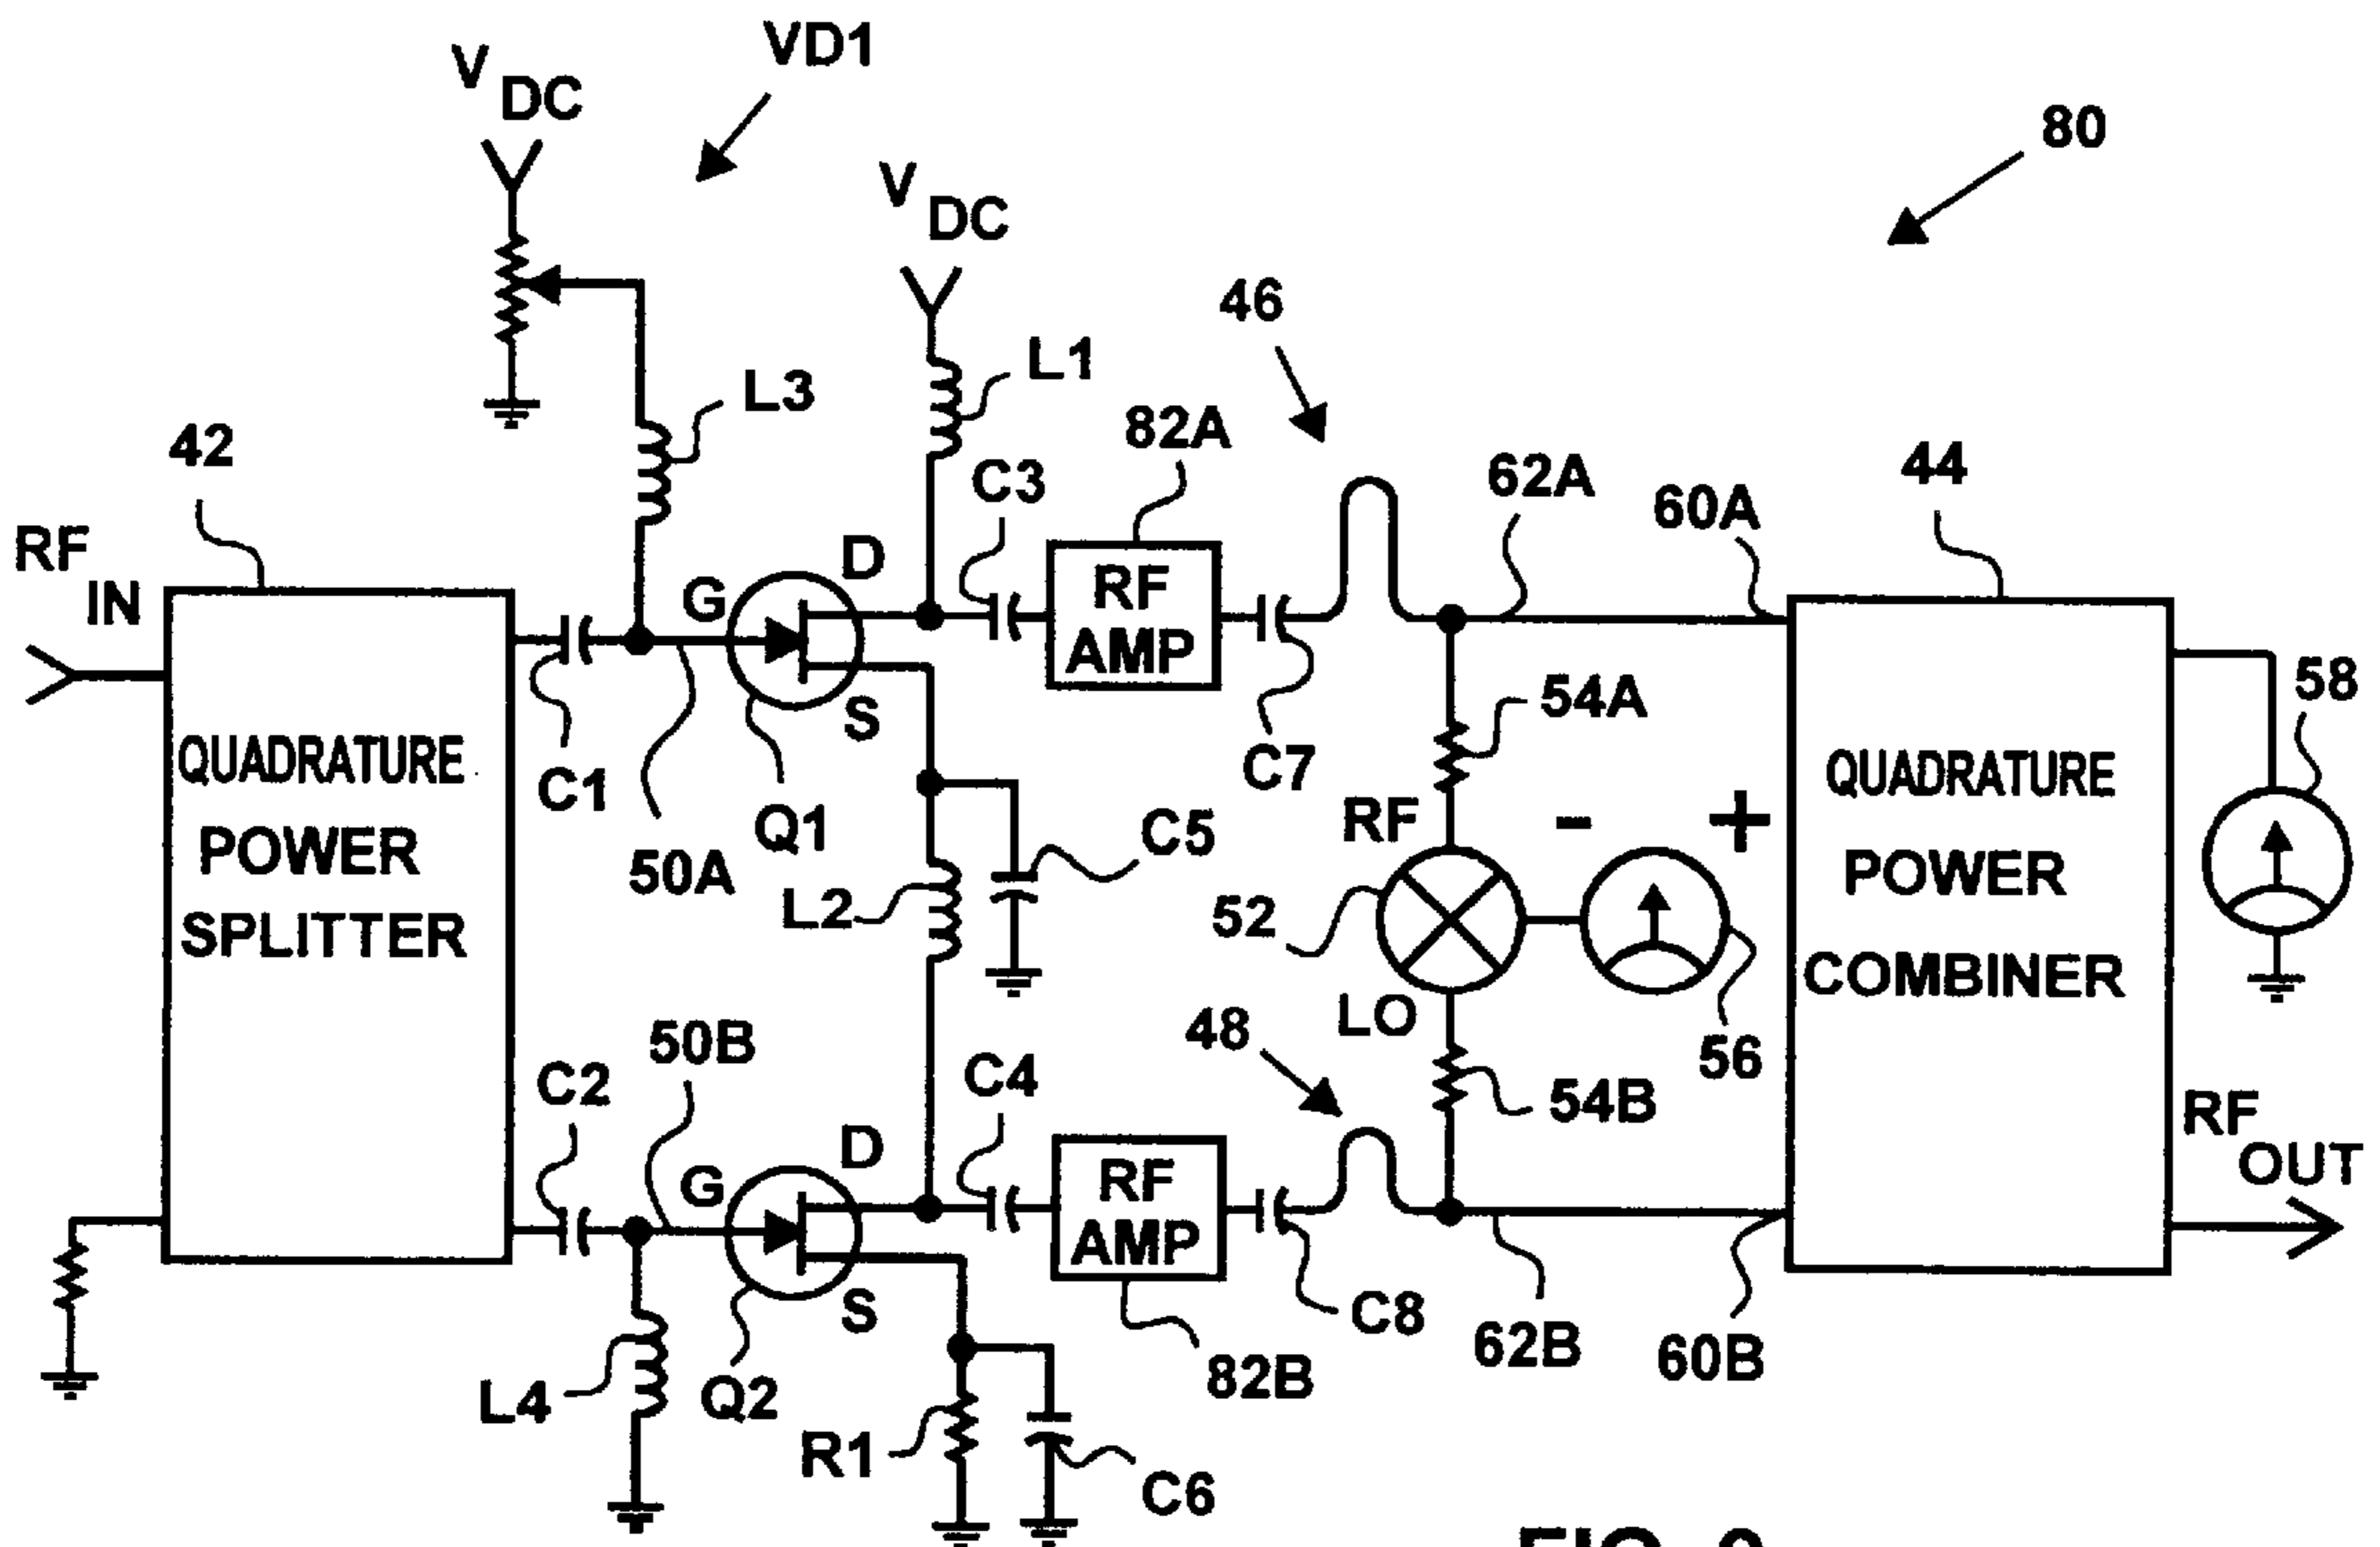 VD1
V DC
80
V DC
46
L1
L3
82A
42
C3
62A
44
60A
RF IN
G
D
RF AMP
58
S
54A
QUADRATURE POWER SPLITTER
C1
C7
QUADRATURE POWER COMBINER
Q1
RF
-
+
C5
50A
L2
52
LO
48
50B
56
C2
C4
54B
RF OUT
D
G
RF AMP
S
C8
L4
Q2
82B
62B
60B
R1
C6